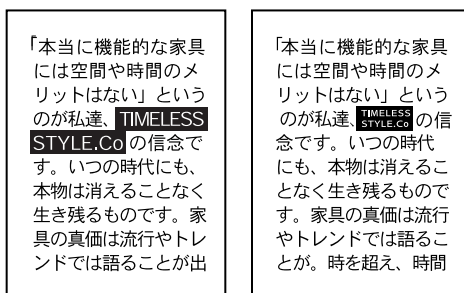 「本当に機能的な家具
には空間や時間のメ
リットはない」という
のが私達、TIMELESS
STYLE.Coの信念で
す。いつの時代にも、
本物は消えることなく
生き残るものです。家
具の真価は流行やトレ
ンドでは語ることが出
「本当に機能的な家具
には空間や時間のメ
リットはない」という
のが私達、TIMELESS STYLE.Coの信
念です。いつの時代
にも、本物は消えるこ
となく生き残るもので
す。家具の真価は流行
やトレンドでは語るこ
とが。時を超え、時間